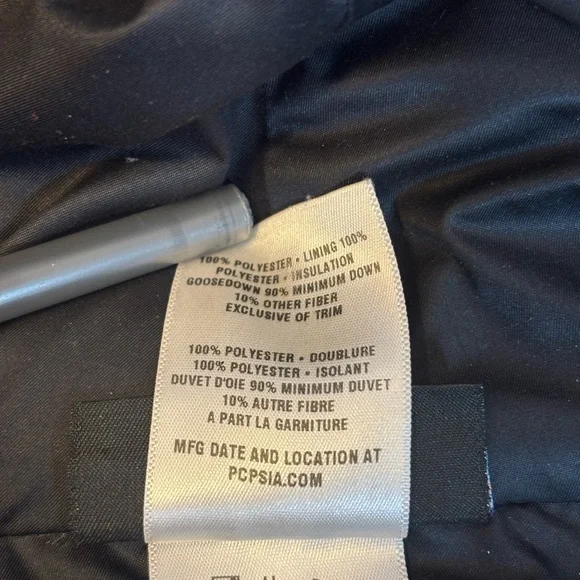 100% POLYESTER • LINING 100%
POLYESTER • INSULATION
GOOSEDOWN 90% MINIMUM DOWN
10% OTHER FIBER
EXCLUSIVE OF TRIM
100% POLYESTER • DOUBLURE
100% POLYESTER • ISOLANT
DUVET D'OIE 90% MINIMUM DUVET
10% AUTRE FIBRE
A PART LA GARNITURE
MFG DATE AND LOCATION AT
PCPSIA.COM